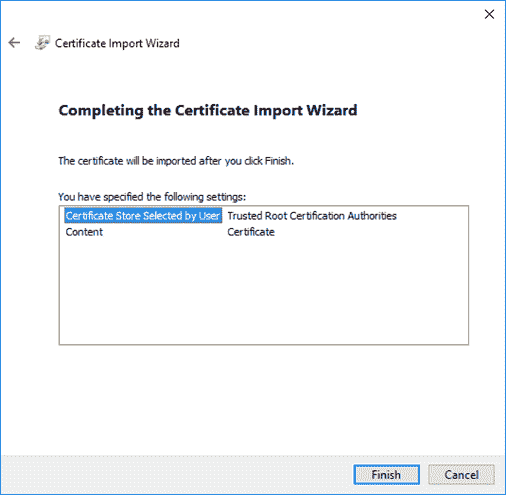 Certificate Import Wizard
Completing the Certificate Import Wizard
The certificate will be imported after you click Finish.
You have specified the following settings:
Certificate Store Selected by User Trusted Root Certification Authorities
Content Certificate
Finish Cancel